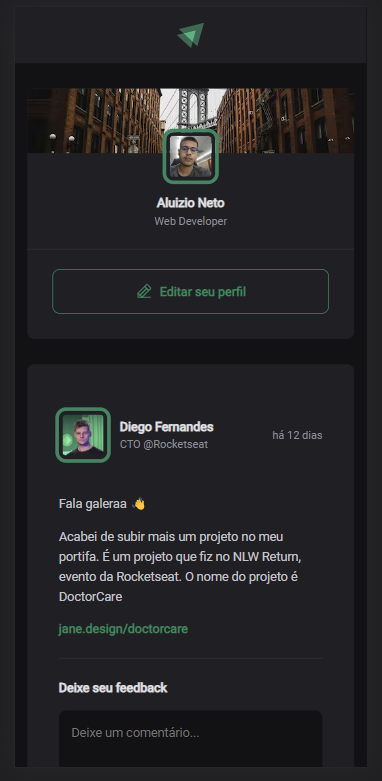 Aluizio Neto
Web Developer
Editar seu perfil
Diego Fernandes
CTO @Rocketseat
há 12 dias
Fala galeraa 👋
Acabei de subir mais um projeto no meu
portifa. É um projeto que fiz no NLW Return,
evento da Rocketseat. O nome do projeto é
DoctorCare
jane.design/doctorcare
Deixe seu feedback
Deixe um comentário...